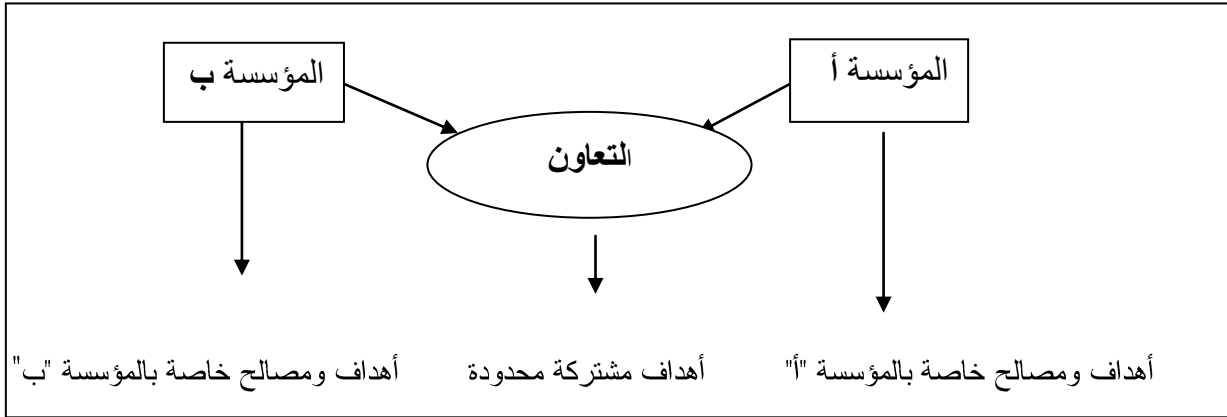 المؤسسة أ
المؤسسة ب
التعاون
أهداف ومصالح خاصة بالمؤسسة "أ"
أهداف مشتركة محدودة
أهداف ومصالح خاصة بالمؤسسة "ب"